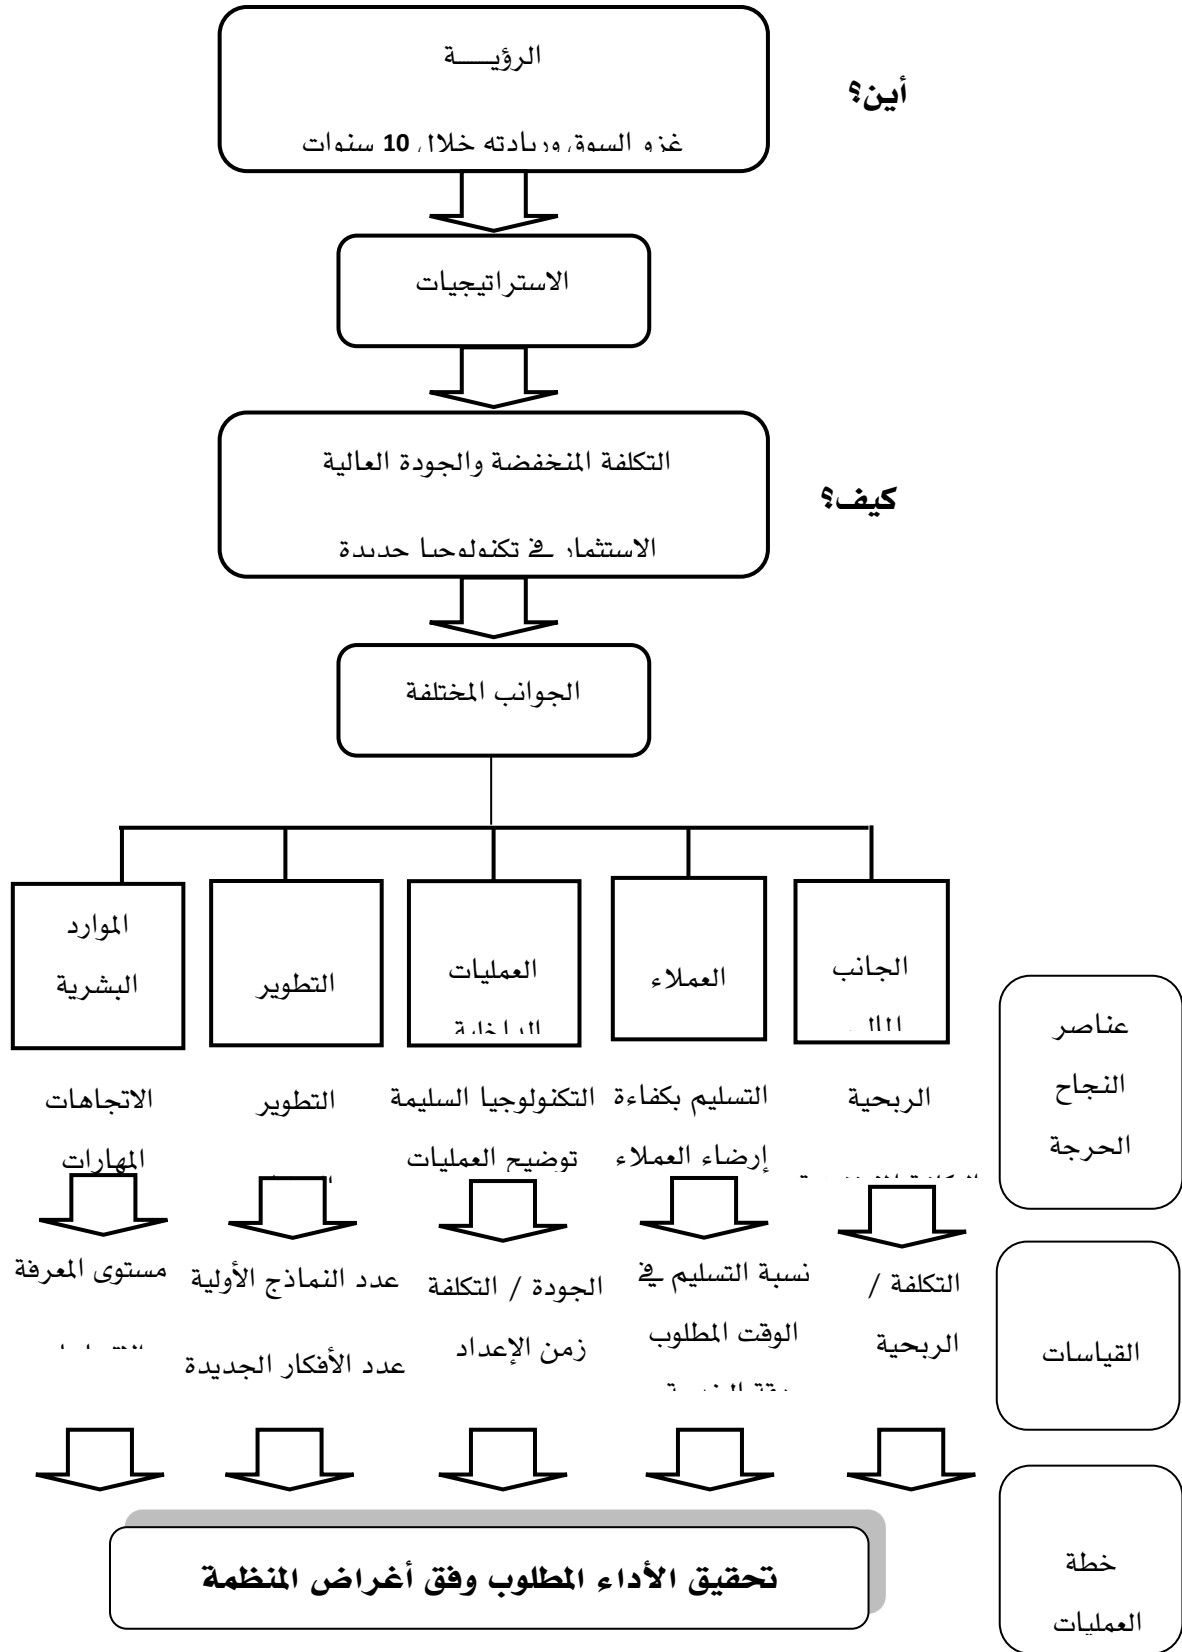 الرؤيـــــة
أين؟
غزو السوق وريادته خلال 10 سنوات
الاستراتيجيات
التكلفة المنخفضة والجودة العالية
كيف؟
الاستثمار في تكنولوجيا جديدة
الجوانب المختلفة
الجانب
العملاء
العمليات
الداخلية
التطوير
الموارد
البشرية
عناصر
النجاح
الحرجة
الربحية
التسليم بكفاءة
إرضاء العملاء
التكنولوجيا السليمة
توضيح العمليات
التطوير
الاتجاهات
المهارات
القياسات
التكلفة /
الربحية
نسبة التسليم في
الوقت المطلوب
الجودة / التكلفة
زمن الإعداد
عدد النماذج الأولية
عدد الأفكار الجديدة
مستوى المعرفة
خطة
العمليات
تحقيق الأداء المطلوب وفق أغراض المنظمة